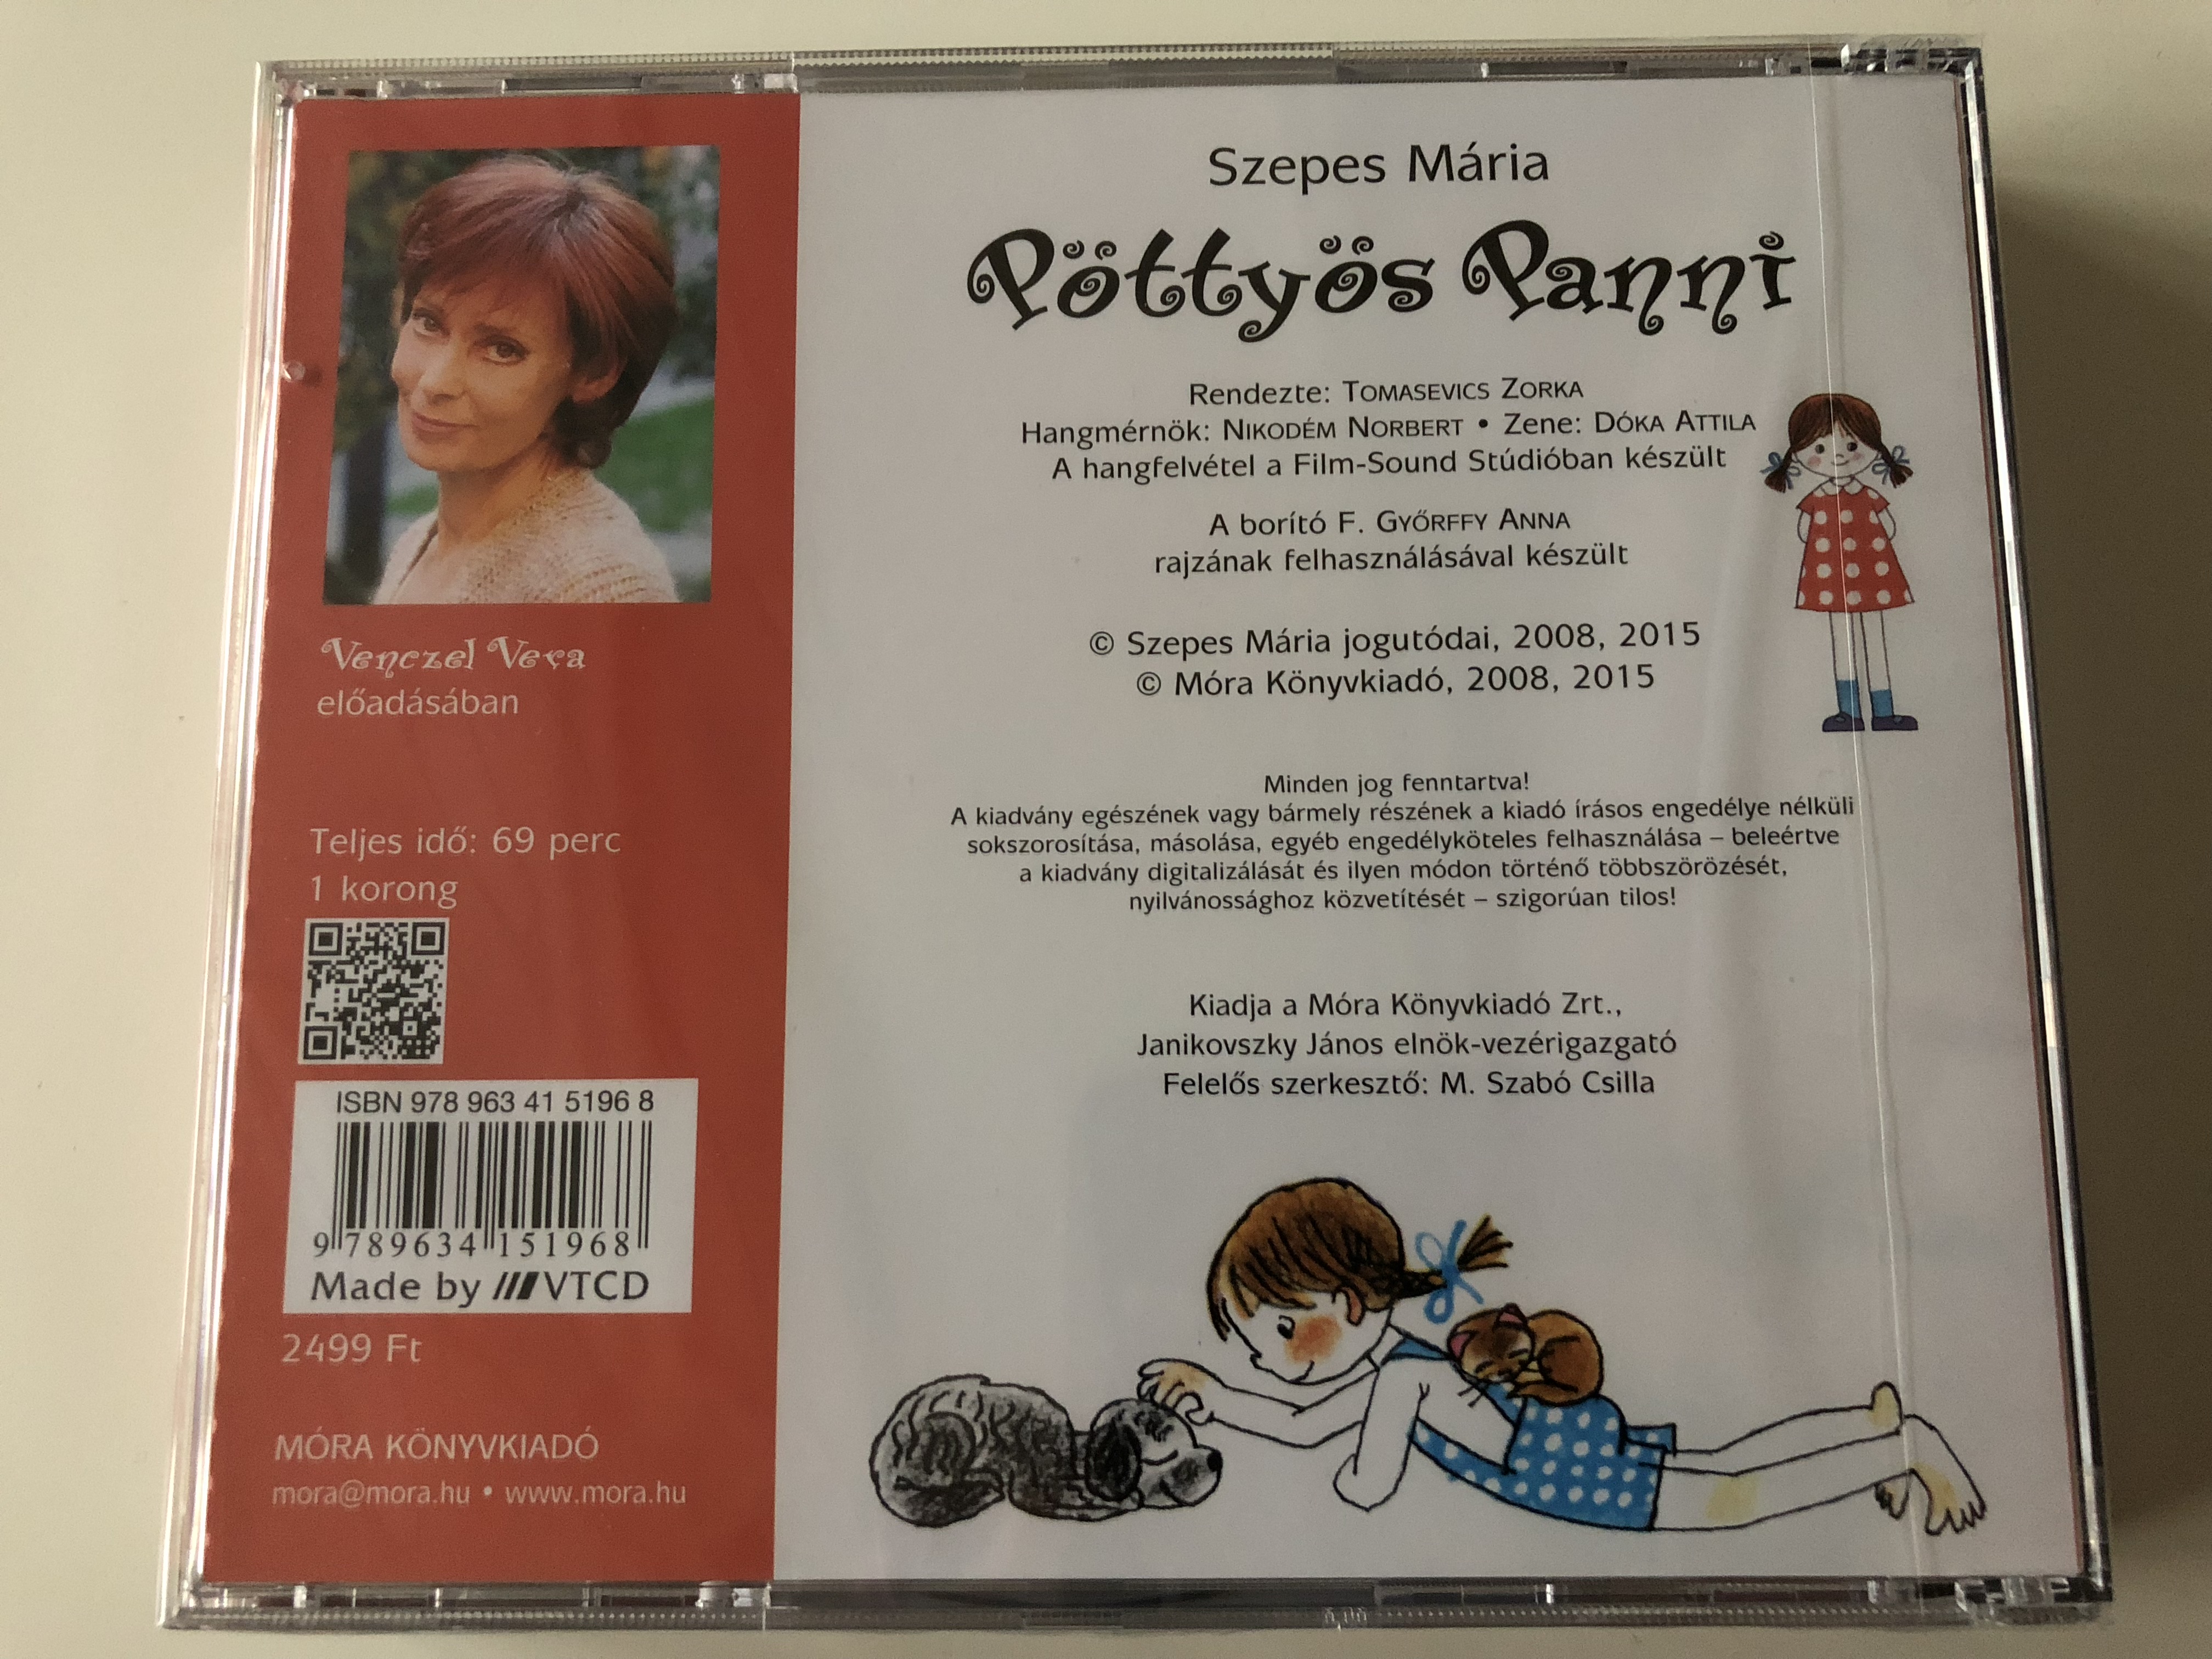 Venczel Vera
előadásában
Teljes idő: 69 perc
1 korong
ISBN 978 963 41 5196 8
9 789634 151968
Made by VTCD
2499 Ft
MÓRA KÖNYVKIADÓ
mora@mora.hu • www.mora.hu
Szepes Mária
Pöttyös Panni
Rendezte: TOMASEVICS ZORKA
Hangmérnök: NIKODÉM NORBERT • Zene: DÓKA ATTILA
A hangfelvétel a Film-Sound Stúdióban készült
A borító F. GYŐRFFY ANNA
rajzának felhasználásával készült
© Szepes Mária jogutódai, 2008, 2015
© Móra Könyvkiadó, 2008, 2015
Minden jog fenntartva!
A kiadvány egészének vagy bármely részének a kiadó írásos engedélye nélküli
sokszorosítása, másolása, egyéb engedélyköteles felhasználása – beleértve
a kiadvány digitalizálását és ilyen módon történő többszörözését,
nyilvánossághoz közvetítését – szigorúan tilos!
Kiadja a Móra Könyvkiadó Zrt.,
Janikovszky János elnök-vezérigazgató
Felelős szerkesztő: M. Szabó Csilla